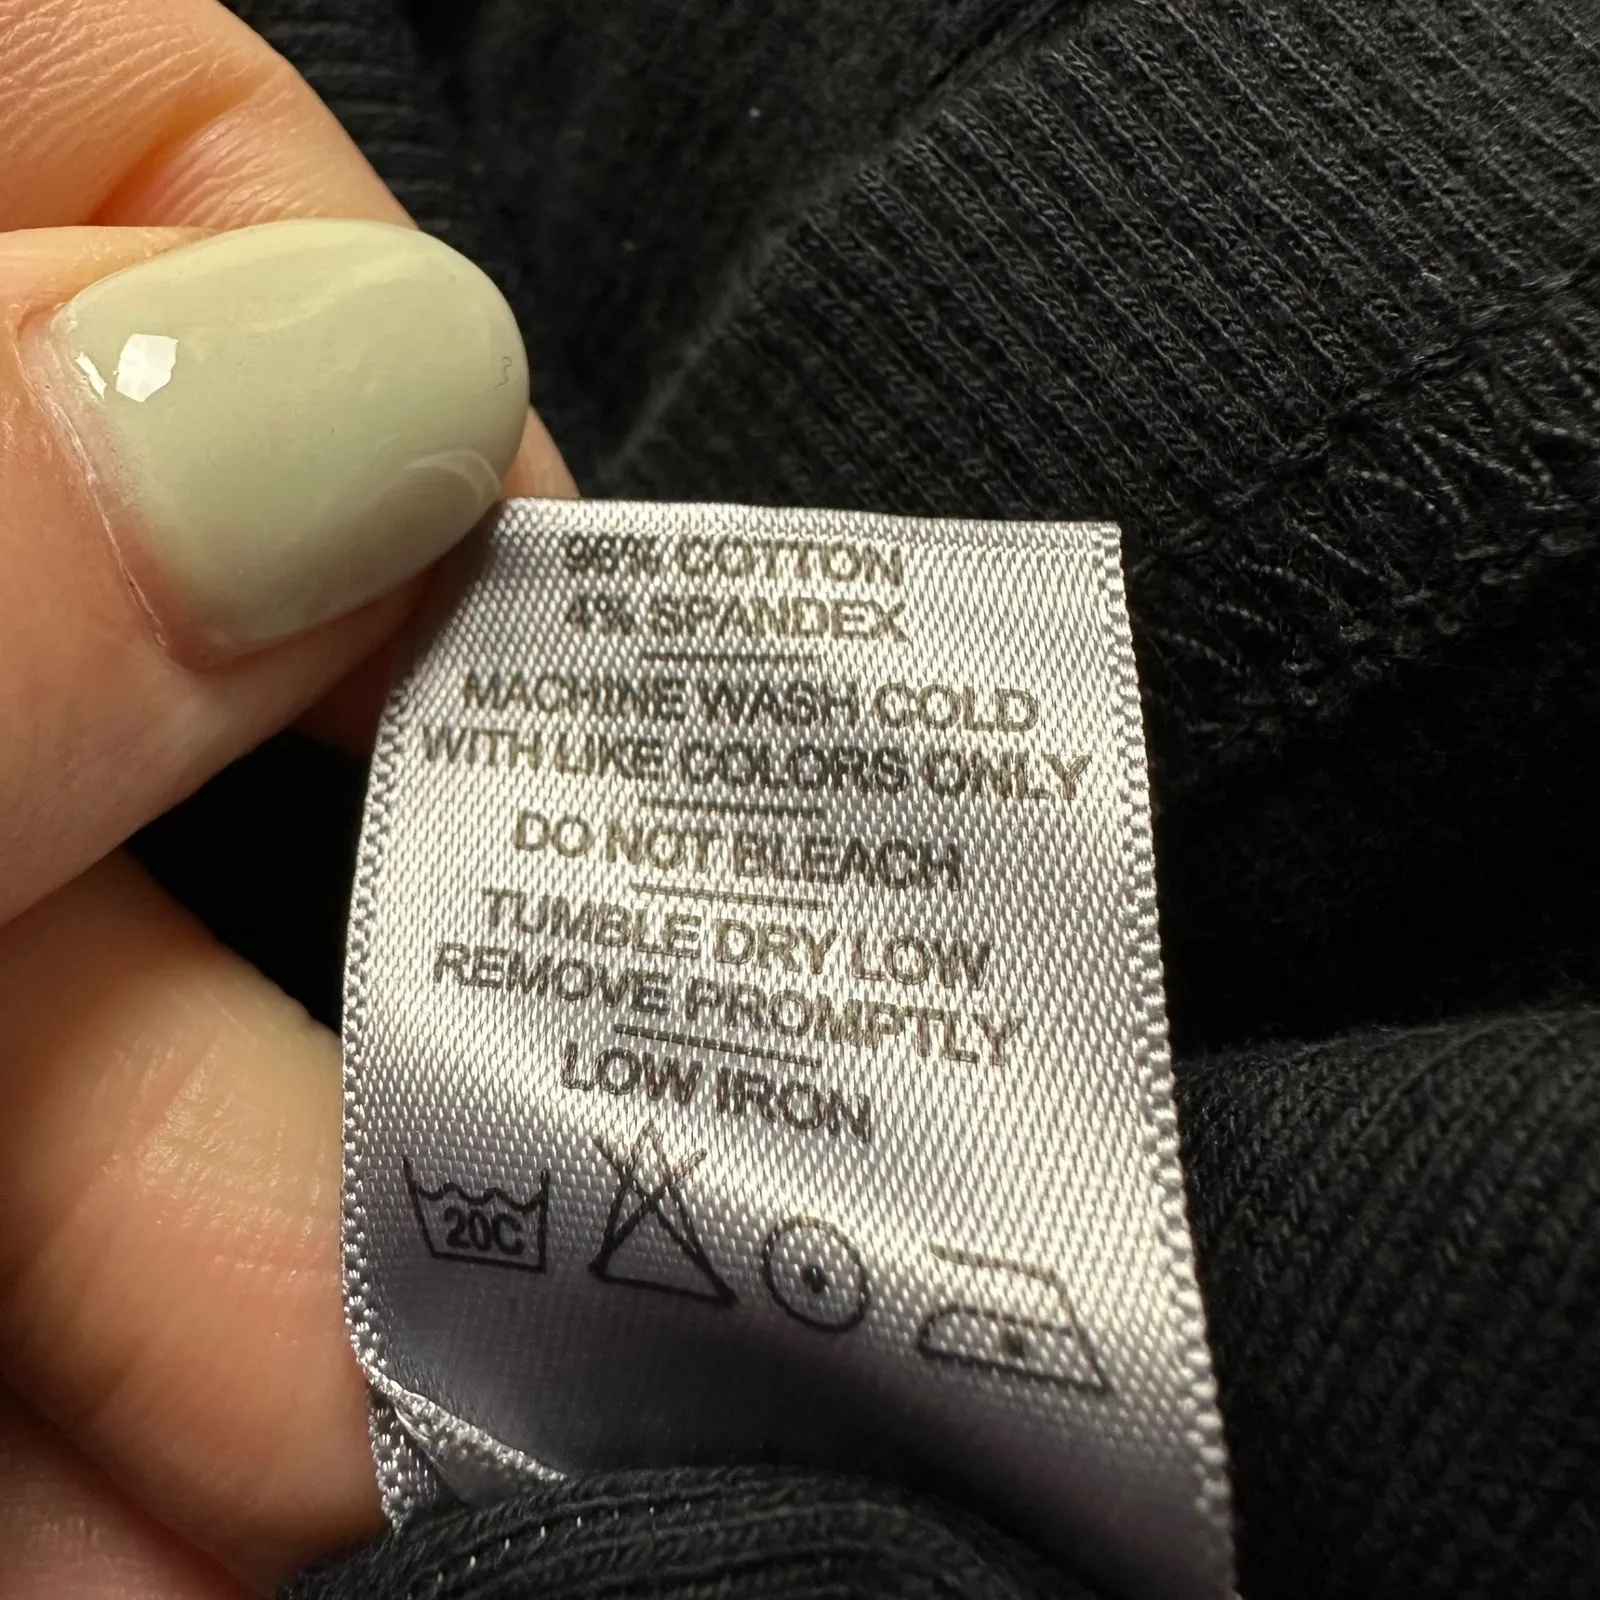 COTTON
4% SPANDEX
MACHINE WASH COLD
WITH LIKE COLORS ONLY
DO NOT BLEACH
TUMBLE DRY LOW
REMOVE PROMPTLY
LOW IRON
20C